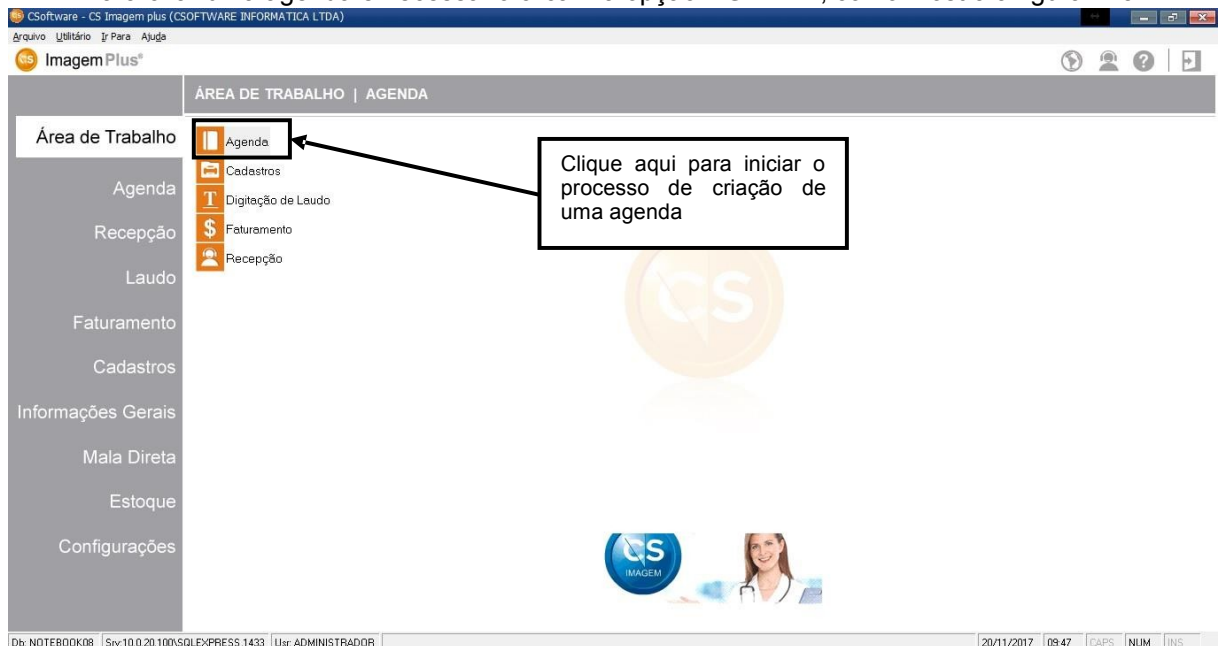 CSoftware - CS Imagem plus (CSOFTWARE INFORMATICA LTDA)
Arquivo Utilitário Ir Para Ajuda
CS Imagem Plus®
ÁREA DE TRABALHO | AGENDA
Área de Trabalho
Agenda
Recepção
Laudo
Faturamento
Cadastros
Informações Gerais
Mala Direta
Estoque
Configurações
Agenda
Cadastros
Digitação de Laudo
Faturamento
Recepção
Clique aqui para iniciar o
processo de criação de
uma agenda
CS
CS
IMAGEM
Db: NOTEBOOK08 Srv:10.0.20.100\SQLEXPRESS,1433 Usr: ADMINISTRADOR 20/11/2017 09:47 CAPS NUM INS